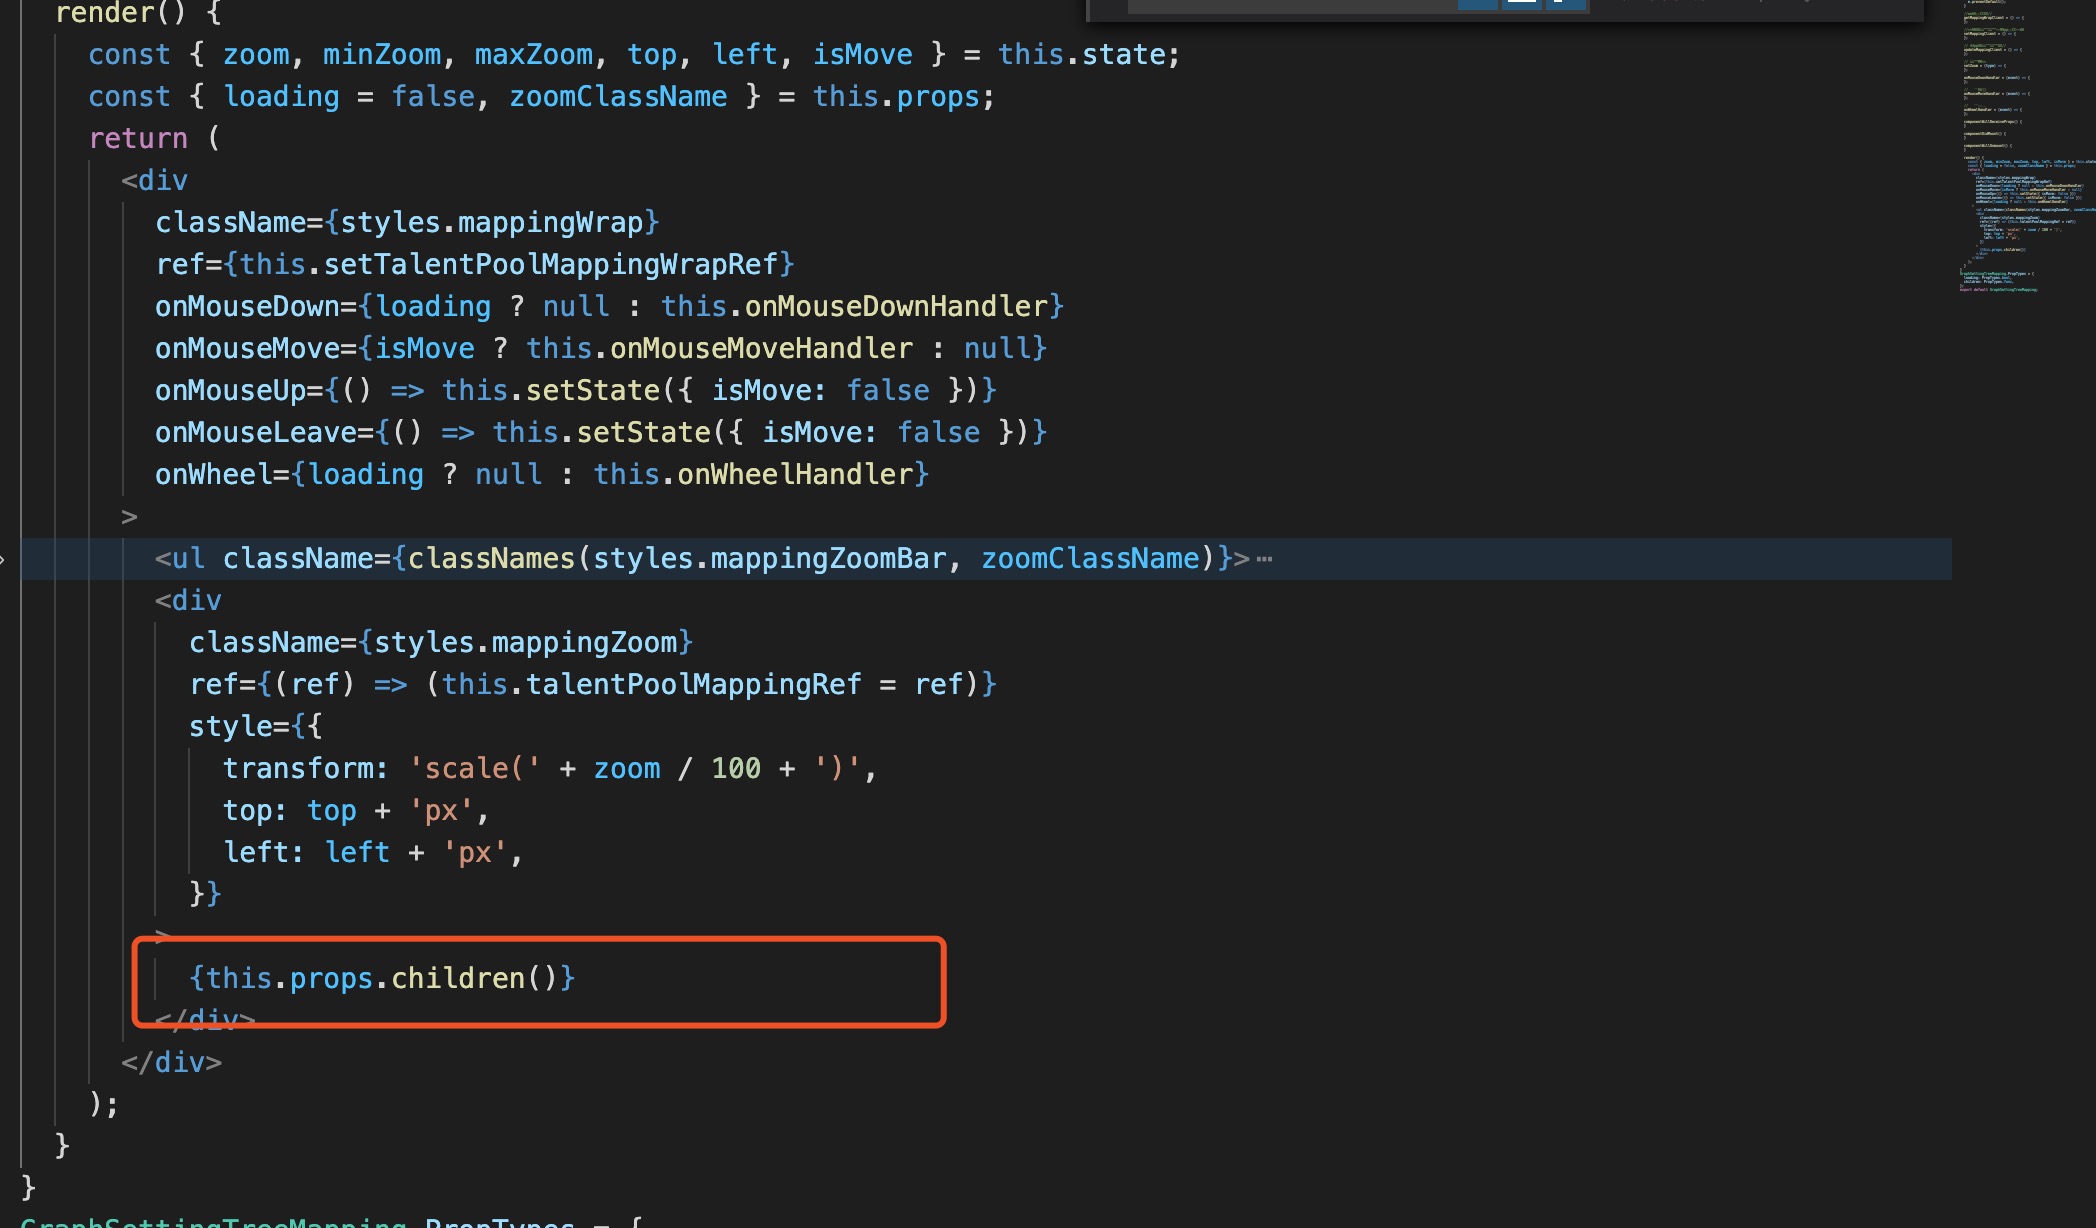 render() {
const { zoom, minZoom, maxZoom, top, left, isMove } = this.state;
const { loading = false, zoomClassName } = this.props;
return (
<div
className={styles.mappingWrap}
ref={this.setTalentPoolMappingWrapRef}
onMouseDown={loading ? null : this.onMouseDownHandler}
onMouseMove={isMove ? this.onMouseMoveHandler : null}
onMouseUp={() => this.setState({ isMove: false })}
onMouseLeave={() => this.setState({ isMove: false })}
onWheel={loading ? null : this.onWheelHandler}
>
<ul className={classNames(styles.mappingZoomBar, zoomClassName)}>…
<div
className={styles.mappingZoom}
ref={(ref) => (this.talentPoolMappingRef = ref)}
style={{
transform: 'scale(' + zoom / 100 + ')',
top: top + 'px',
left: left + 'px',
}}
>
{this.props.children()}
</div>
</div>
);
}
}
GraphSettingTreeMapping.PropTypes = {